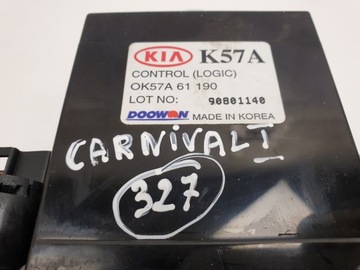 KIA K57A
CONTROL (LOGIC)
OK57A 61 190
LOT NO: 90801140
DOOWON MADE IN KOREA
CARNiVAL I
327